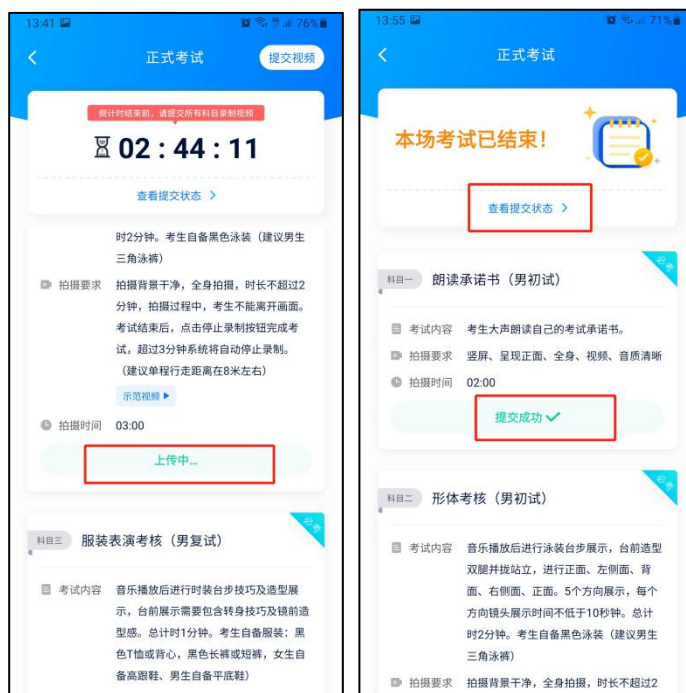 13:41
76%
正式考试
提交视频
倒计时结束前,请提交所有科目录制视频
02 : 44 : 11
查看提交状态 >
时2分钟。考生自备黑色泳装(建议男生
三角泳裤)
拍摄要求 拍摄背景干净,全身拍摄,时长不超过2
分钟,拍摄过程中,考生不能离开画面。
考试结束后,点击停止录制按钮完成考
试,超过3分钟系统将自动停止录制。
(建议单程行走距离在8米左右)
示范视频
拍摄时间 03:00
上传中...
必考
科目三 服装表演考核(男复试)
考试内容 音乐播放后进行时装台步技巧及造型展
示,台前展示需要包含转身技巧及镜前造
型感。总计时1分钟。考生自备服装:黑
色T恤或背心,黑色长裤或短裤,女生自
备高跟鞋、男生自备平底鞋)
13:55
71%
正式考试
本场考试已结束!
查看提交状态 >
必考
科目一 朗读承诺书(男初试)
考试内容 考生大声朗读自己的考试承诺书。
拍摄要求 竖屏、呈现正面、全身、视频、音质清晰
拍摄时间 02:00
提交成功
必考
科目二 形体考核(男初试)
考试内容 音乐播放后进行泳装台步展示,台前造型
双腿并拢站立,进行正面、左侧面、背
面、右侧面、正面。5个方向展示,每个
方向镜头展示时间不低于10秒钟。总计
时2分钟。考生自备黑色泳装(建议男生
三角泳裤)
拍摄要求 拍摄背景干净,全身拍摄,时长不超过2